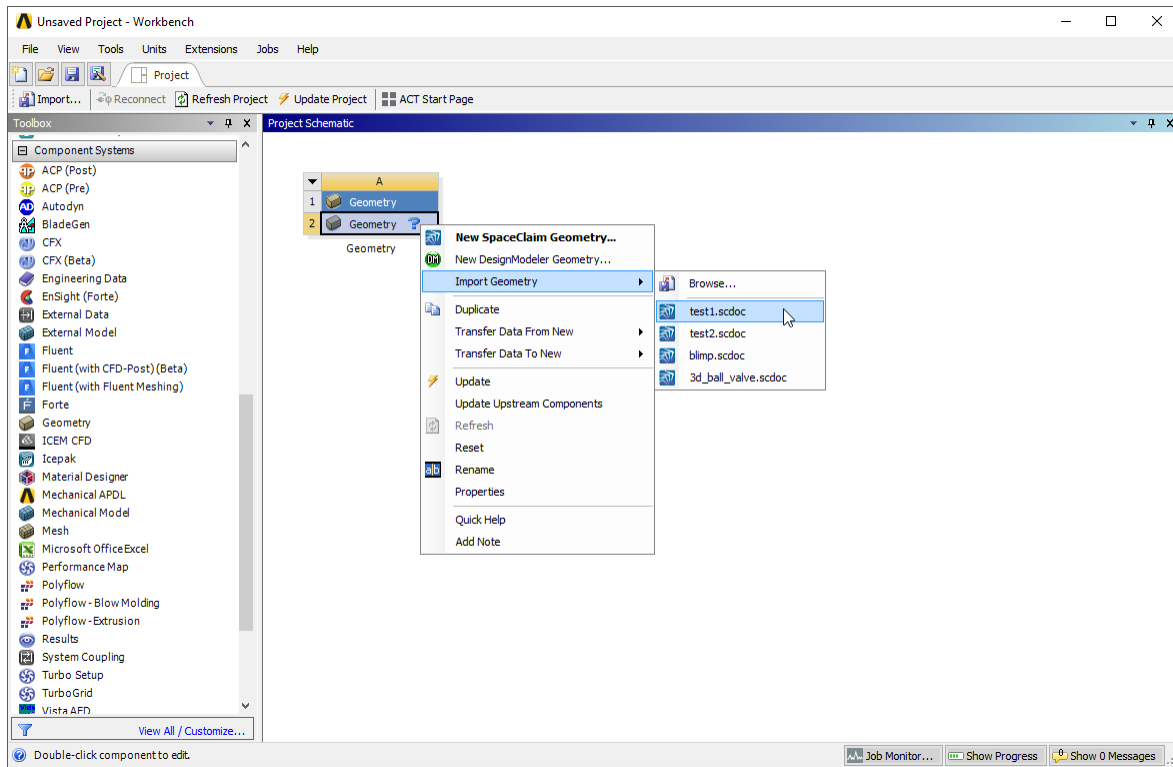 Unsaved Project - Workbench
File View Tools Units Extensions Jobs Help
Project
Import... Reconnect Refresh Project Update Project ACT Start Page
Toolbox
Component Systems
ACP (Post)
ACP (Pre)
Autodyn
BladeGen
CFX
CFX (Beta)
Engineering Data
EnSight (Forte)
External Data
External Model
Fluent
Fluent (with CFD-Post) (Beta)
Fluent (with Fluent Meshing)
Forte
Geometry
ICEM CFD
Icepak
Material Designer
Mechanical APDL
Mechanical Model
Mesh
Microsoft Office Excel
Performance Map
Polyflow
Polyflow - Blow Molding
Polyflow - Extrusion
Results
System Coupling
Turbo Setup
TurboGrid
Vista AFD
View All / Customize...
Project Schematic
A
1 Geometry
2 Geometry ?
Geometry
New SpaceClaim Geometry...
DM New DesignModeler Geometry...
Import Geometry
Duplicate
Transfer Data From New
Transfer Data To New
Update
Update Upstream Components
Refresh
Reset
a|b Rename
Properties
Quick Help
Add Note
Browse...
test1.scdoc
test2.scdoc
blimp.scdoc
3d_ball_valve.scdoc
Double-click component to edit.
Job Monitor... Show Progress 0 Show 0 Messages